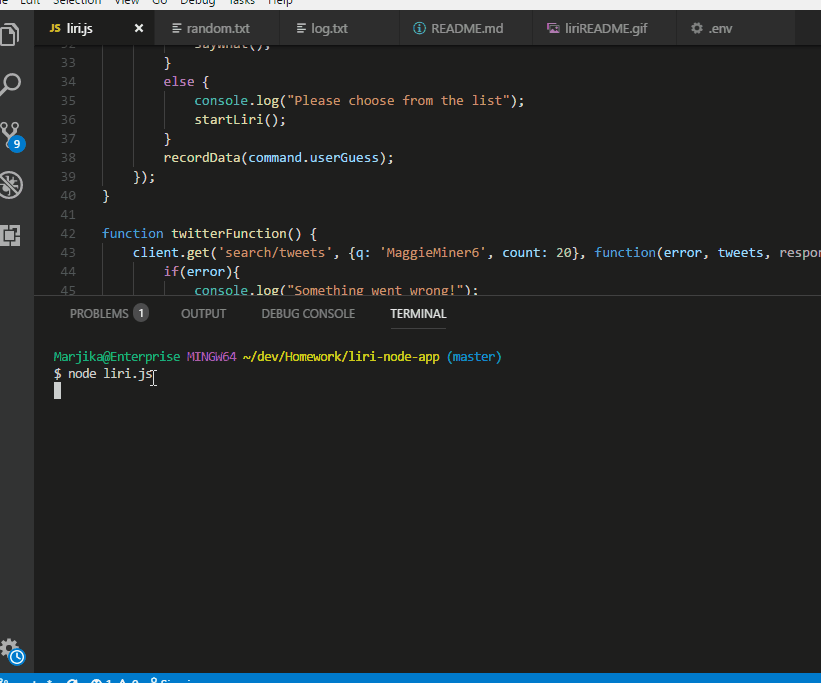 Edit Selection View Go Debug Tasks Help
JS liri.js × random.txt log.txt README.md liriREADME.gif .env
32 sayWhat();
33 }
34 else {
35 console.log("Please choose from the list");
36 startLiri();
37 }
38 recordData(command.userGuess);
39 });
40 }
41
42 function twitterFunction() {
43 client.get('search/tweets', {q: 'MaggieMiner6', count: 20}, function(error, tweets, respon
44 if(error){
45 console.log("Something went wrong!");
9
PROBLEMS 1 OUTPUT DEBUG CONSOLE TERMINAL
Marjika@Enterprise MINGW64 ~/dev/Homework/liri-node-app (master)
$ node liri.js